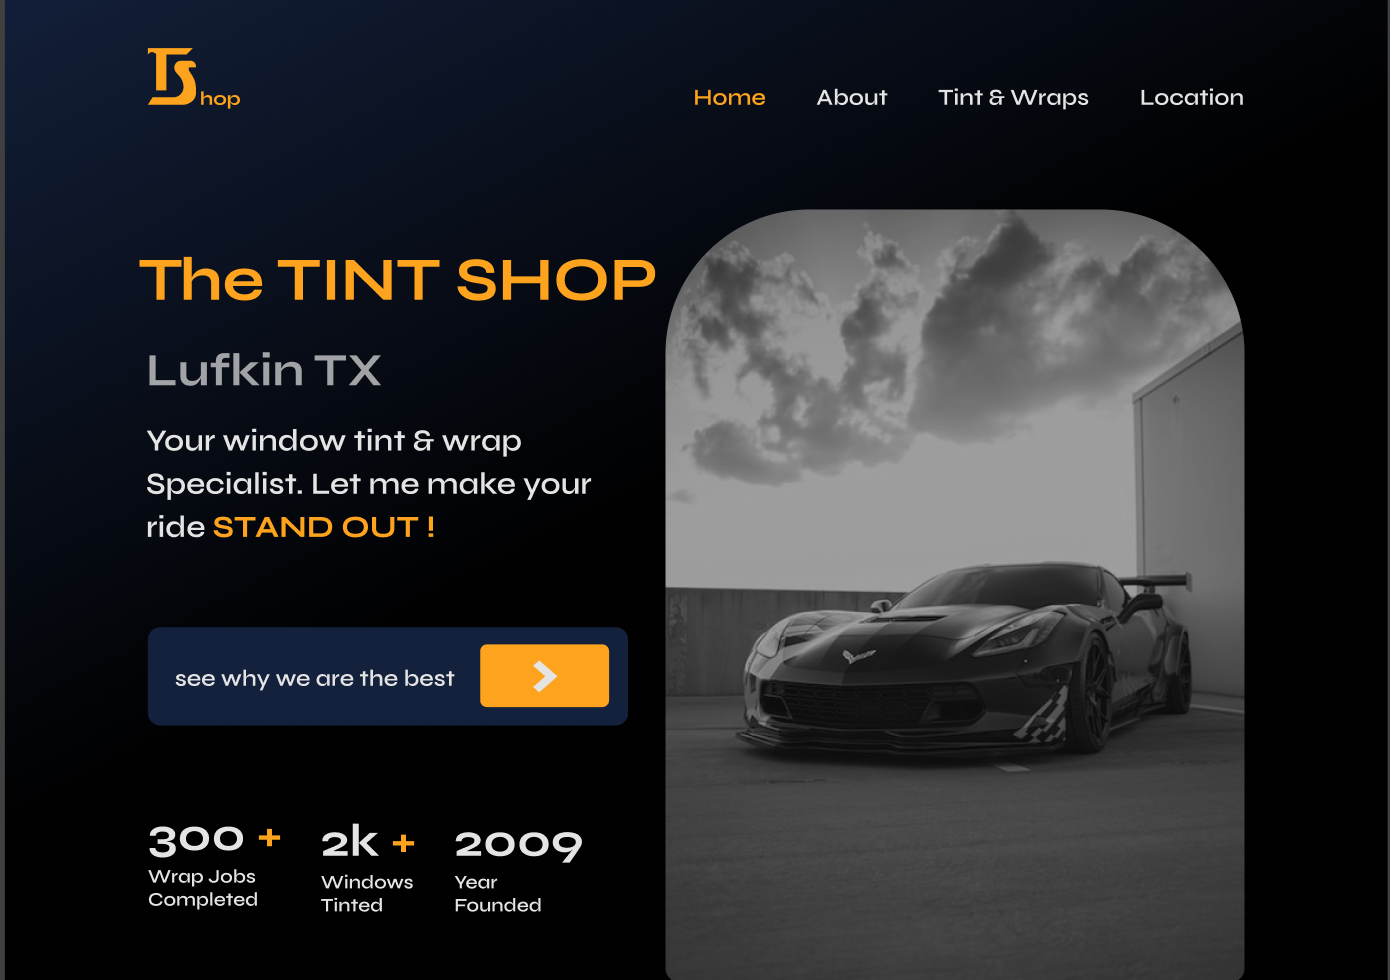 TS hop
Home About Tint & Wraps Location
The TINT SHOP
Lufkin TX
Your window tint & wrap
Specialist. Let me make your
ride STAND OUT !
see why we are the best
300 + 2k + 2009
Wrap Jobs Windows Year
Completed Tinted Founded